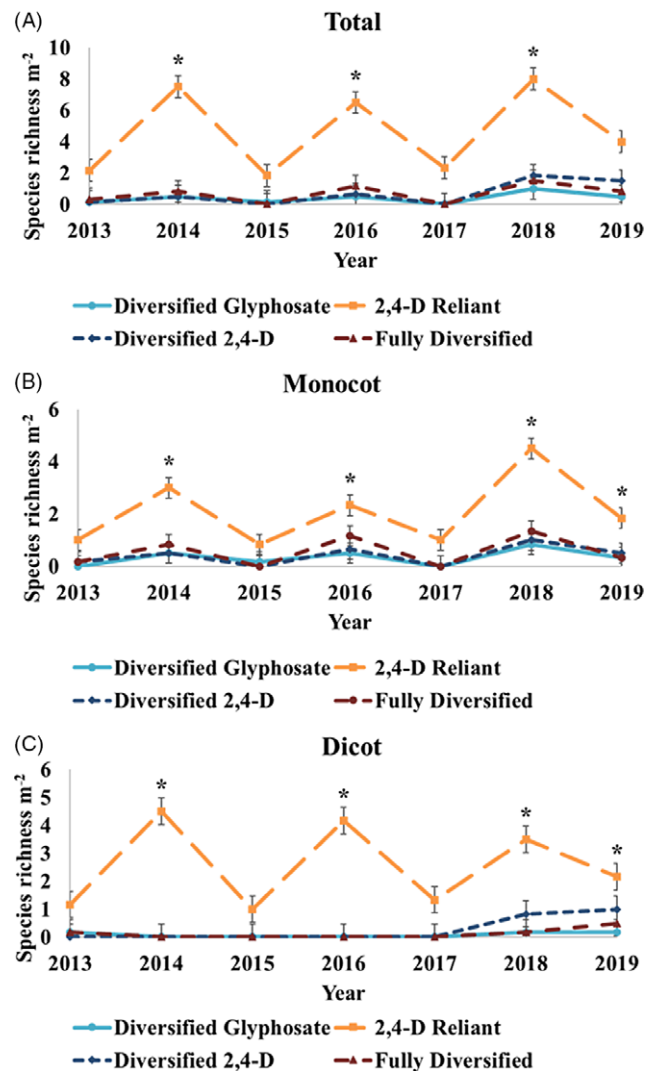 (A)
Total
Species richness m-2
10
8
6
4
2
0
*
*
*
2013 2014 2015 2016 2017 2018 2019
Year
Diversified Glyphosate 2,4-D Reliant
Diversified 2,4-D Fully Diversified
(B)
Monocot
Species richness m-2
6
4
2
0
*
*
*
*
2013 2014 2015 2016 2017 2018 2019
Year
Diversified Glyphosate 2,4-D Reliant
Diversified 2,4-D Fully Diversified
(C)
Dicot
Species richness m-2
6
5
4
3
2
1
0
*
*
*
*
2013 2014 2015 2016 2017 2018 2019
Year
Diversified Glyphosate 2,4-D Reliant
Diversified 2,4-D Fully Diversified